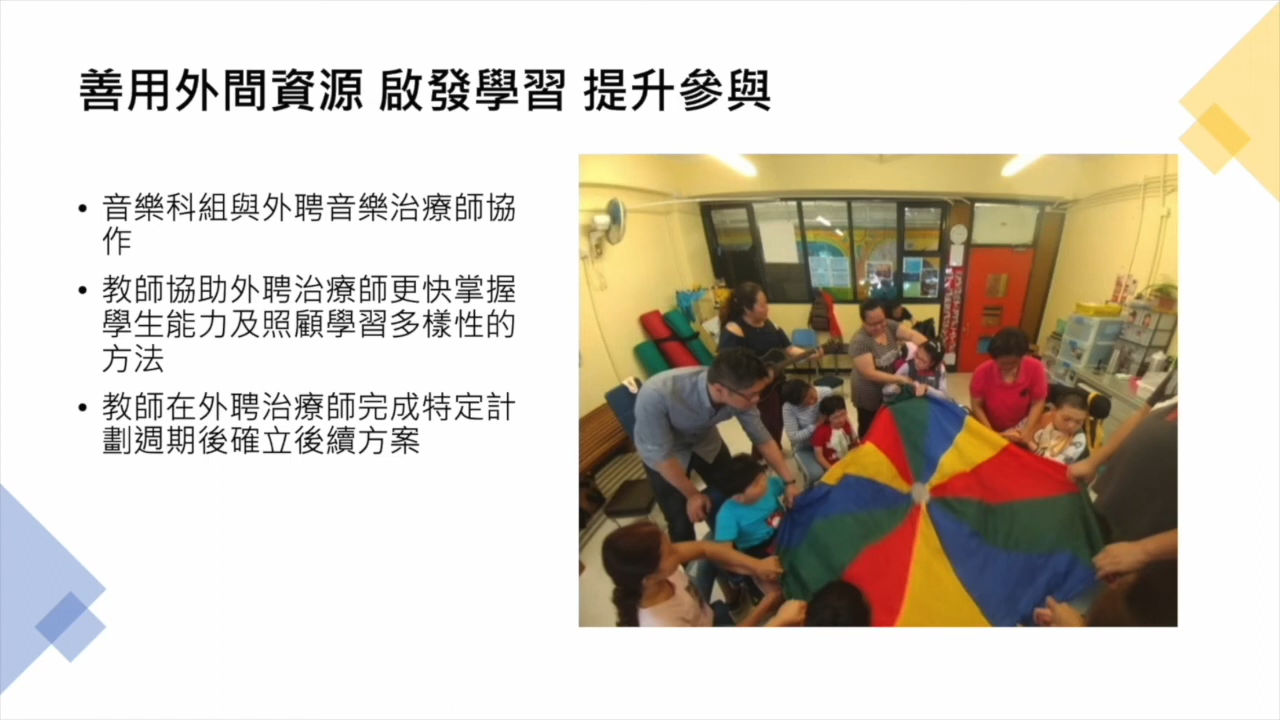 善用外間資源 啟發學習 提升參與
• 音樂科組與外聘音樂治療師協
作
• 教師協助外聘治療師更快掌握
學生能力及照顧學習多樣性的
方法
• 教師在外聘治療師完成特定計
劃週期後確立後續方案